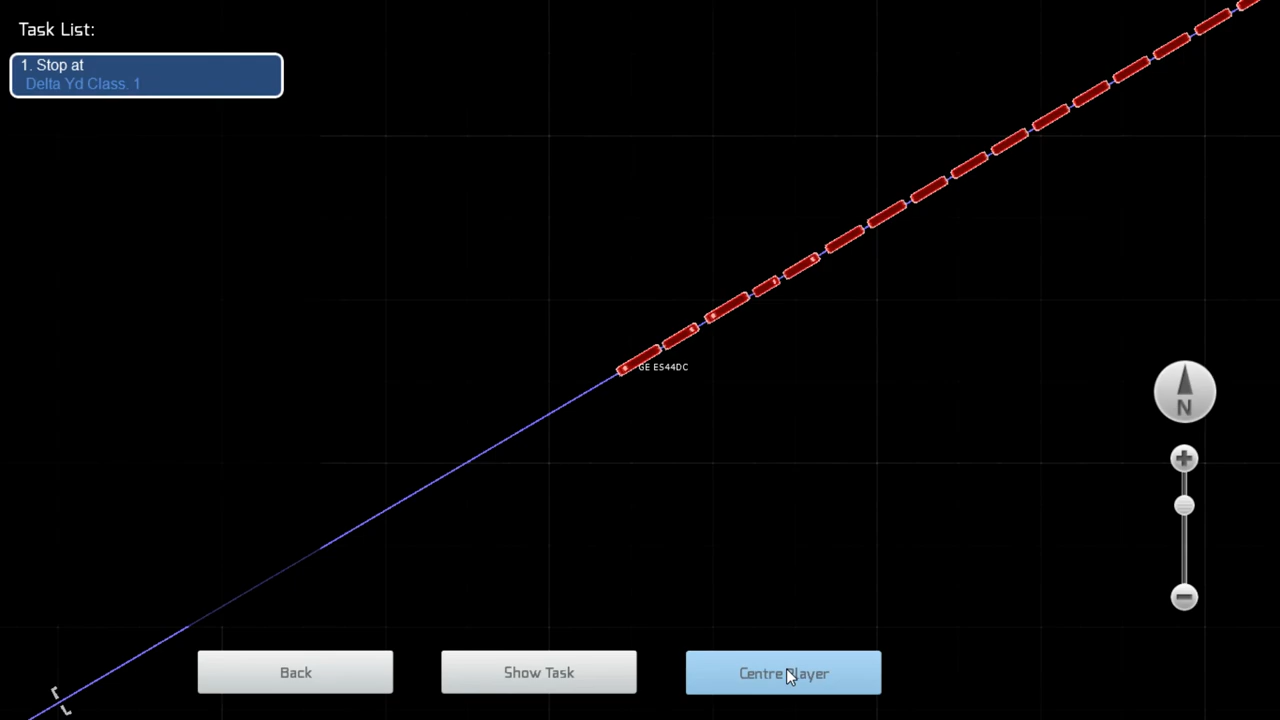 Task List:
1. Stop at
Delta Yd Class. 1
GE ES44DC
N
Back
Show Task
Centre Player